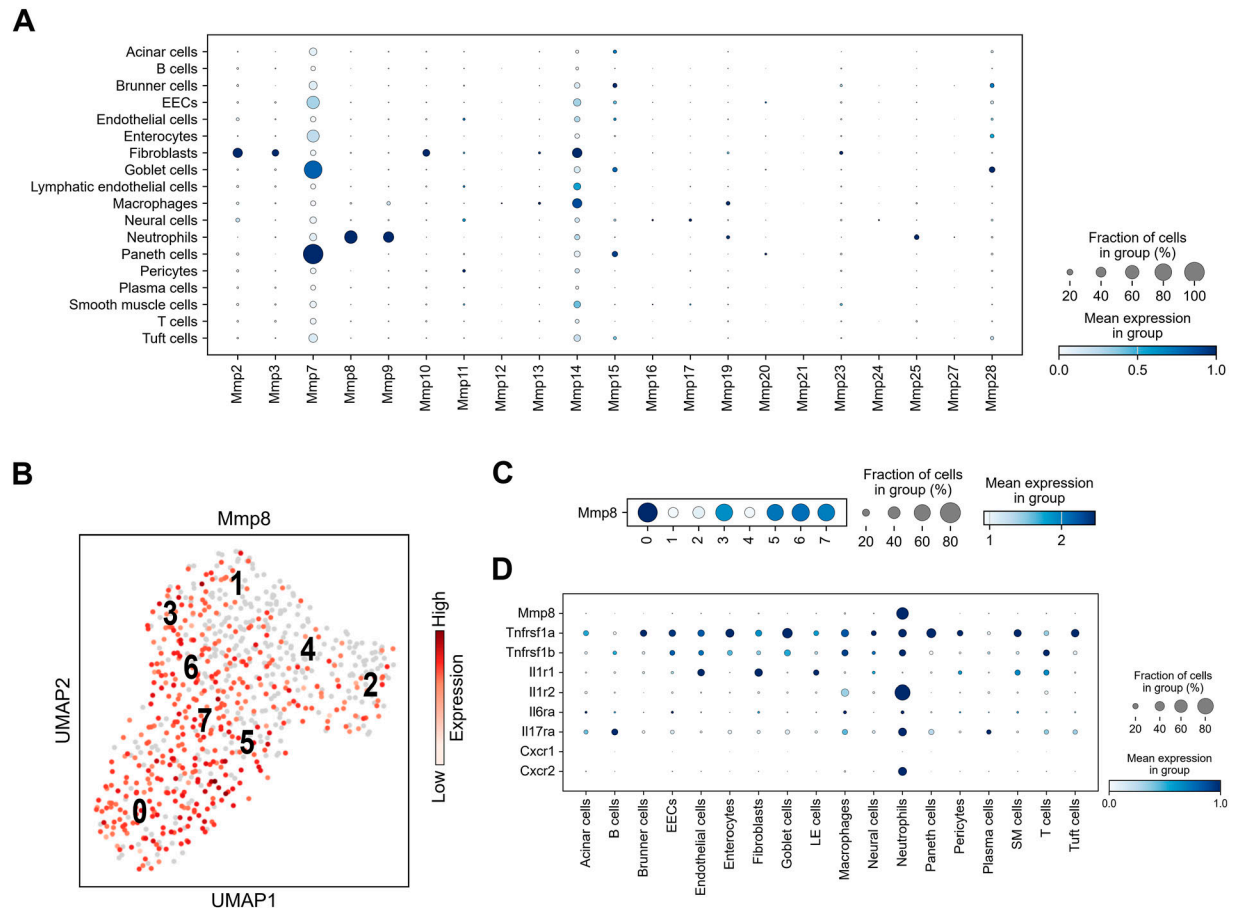 A
Acinar cells
B cells
Brunner cells
EECs
Endothelial cells
Enterocytes
Fibroblasts
Goblet cells
Lymphatic endothelial cells
Macrophages
Neural cells
Neutrophils
Paneth cells
Pericytes
Plasma cells
Smooth muscle cells
T cells
Tuft cells
Mmp2
Mmp3
Mmp7
Mmp8
Mmp9
Mmp10
Mmp11
Mmp12
Mmp13
Mmp14
Mmp15
Mmp16
Mmp17
Mmp19
Mmp20
Mmp21
Mmp23
Mmp24
Mmp25
Mmp27
Mmp28
Fraction of cells
in group (%)
20 40 60 80 100
Mean expression
in group
0.0 0.5 1.0
B
Mmp8
1
3
4
6
2
7
5
0
UMAP2
UMAP1
High
Expression
Low
C
Mmp8
0 1 2 3 4 5 6 7
Fraction of cells
in group (%)
20 40 60 80
Mean expression
in group
1 2
D
Mmp8
Tnfrsf1a
Tnfrsf1b
Il1r1
Il1r2
Il6ra
Il17ra
Cxcr1
Cxcr2
Acinar cells
B cells
Brunner cells
EECs
Endothelial cells
Enterocytes
Fibroblasts
Goblet cells
LE cells
Macrophages
Neural cells
Neutrophils
Paneth cells
Pericytes
Plasma cells
SM cells
T cells
Tuft cells
Fraction of cells
in group (%)
20 40 60 80
Mean expression
in group
0.0 1.0